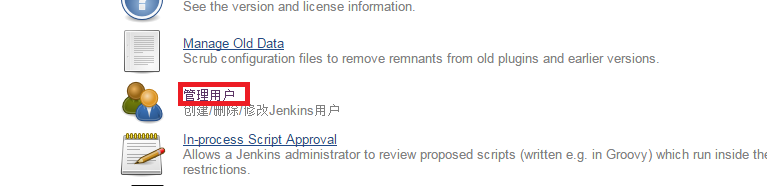 See the version and license information.
Manage Old Data
Scrub configuration files to remove remnants from old plugins and earlier versions.
管理用户
创建/删除/修改Jenkins用户
In-process Script Approval
Allows a Jenkins administrator to review proposed scripts (written e.g. in Groovy) which run inside the
restrictions.